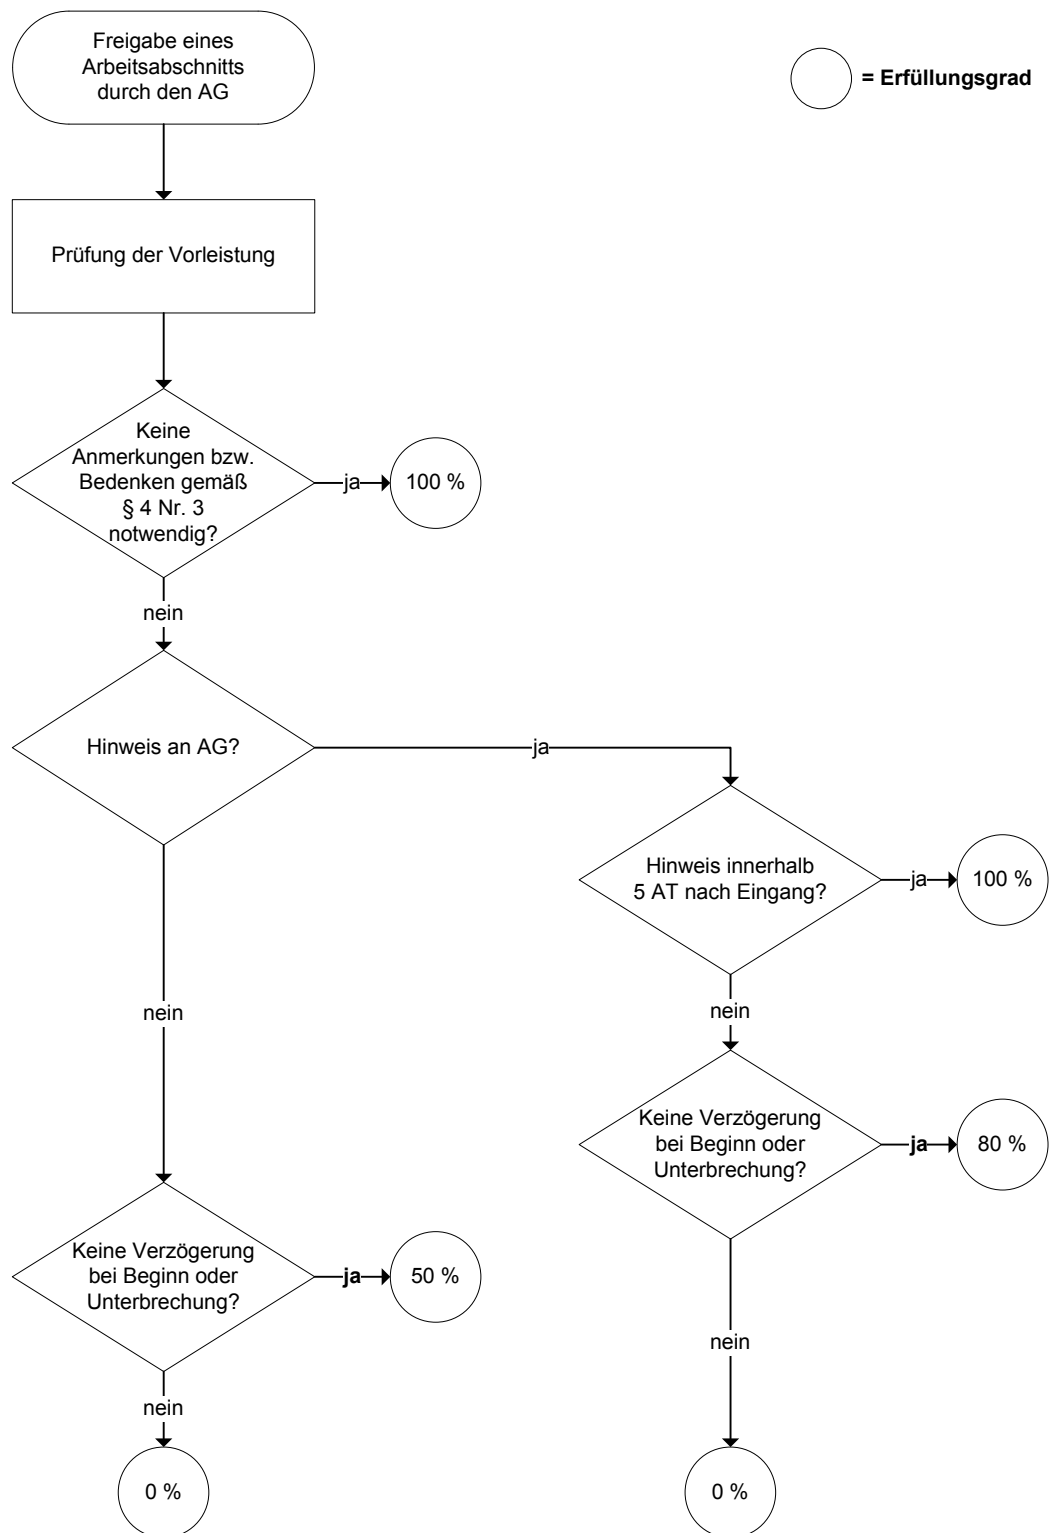 Freigabe eines
Arbeitsabschnitts
durch den AG
= Erfüllungsgrad
Prüfung der Vorleistung
Keine
Anmerkungen bzw.
Bedenken gemäß
§ 4 Nr. 3
notwendig?
ja
100 %
nein
Hinweis an AG?
ja
Hinweis innerhalb
5 AT nach Eingang?
ja
100 %
nein
nein
Keine Verzögerung
bei Beginn oder
Unterbrechung?
ja
80 %
Keine Verzögerung
bei Beginn oder
Unterbrechung?
ja
50 %
nein
nein
0 %
0 %